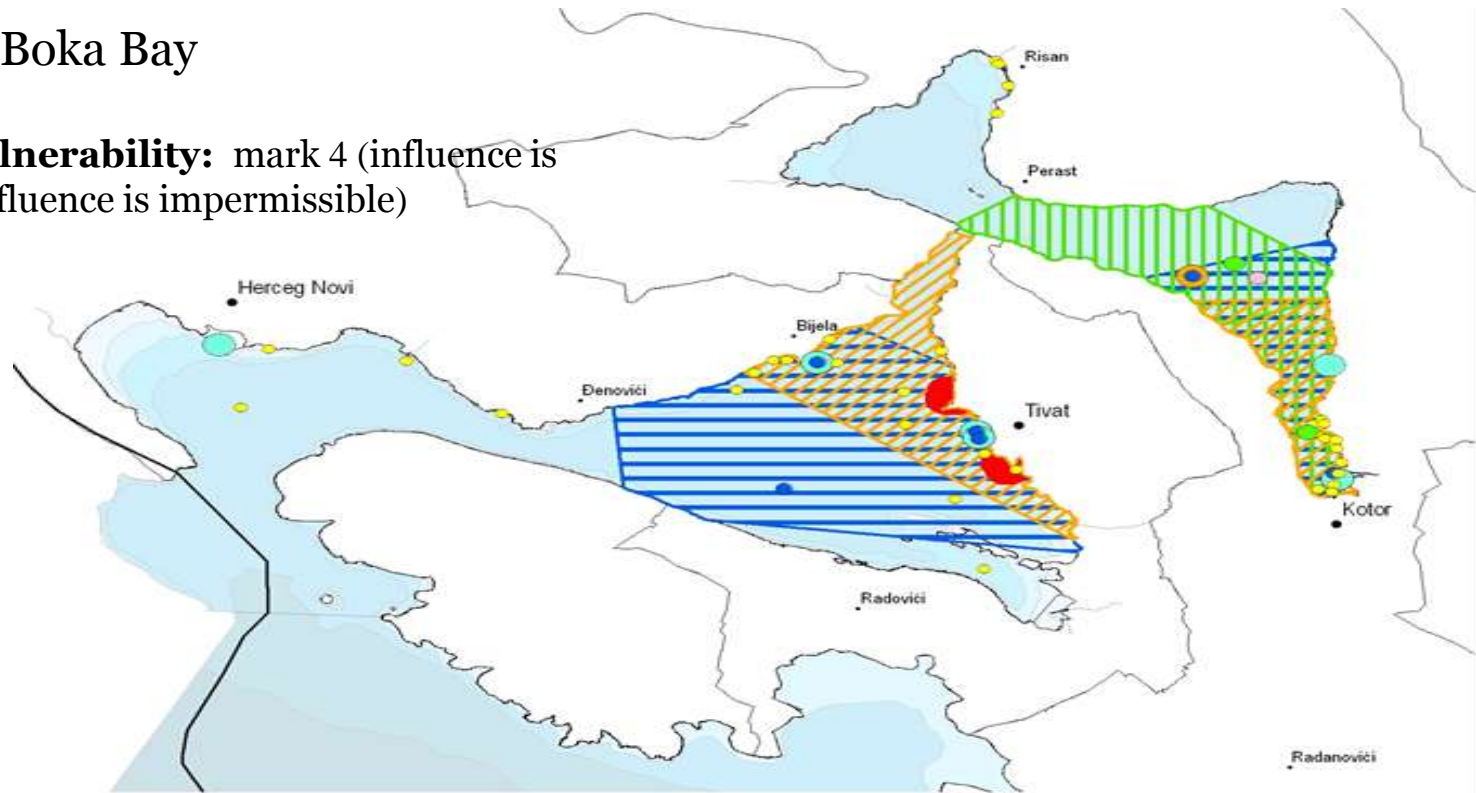 Boka Bay
lnerability: mark 4 (influence is
fluence is impermissible)
Risan
Perast
Herceg Novi
Bijela
Đenovići
Tivat
Kotor
Radovići
Radanovići